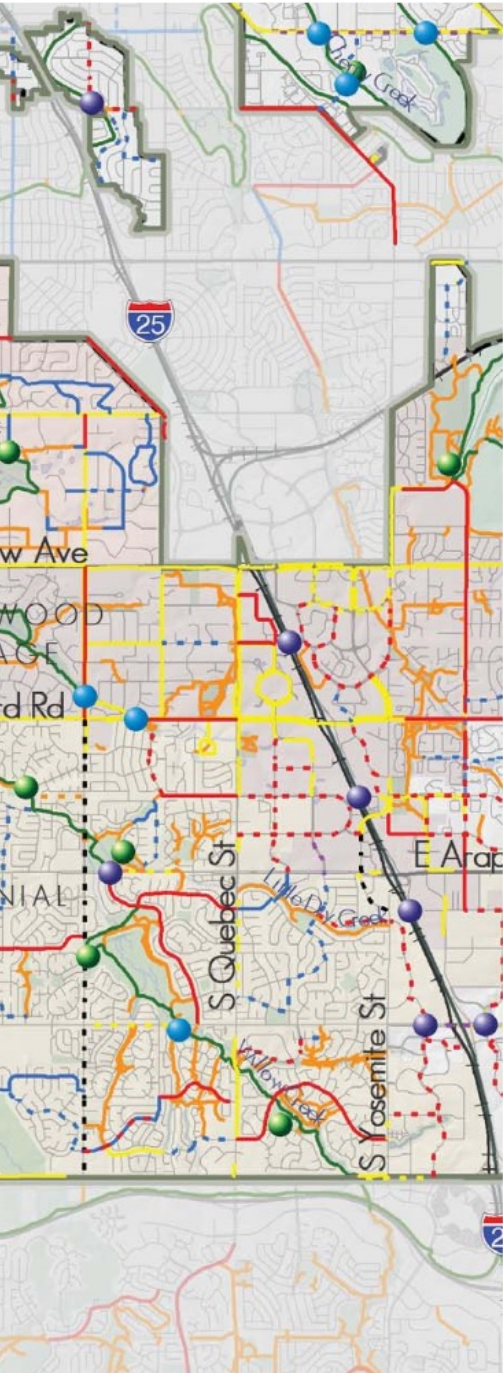 Cherry Creek
25
w Ave
WOOD
AGE
rd Rd
S Quebec St
E Arap
NIAL
Little Dry Creek
S Yosemite St
Willow Creek
2